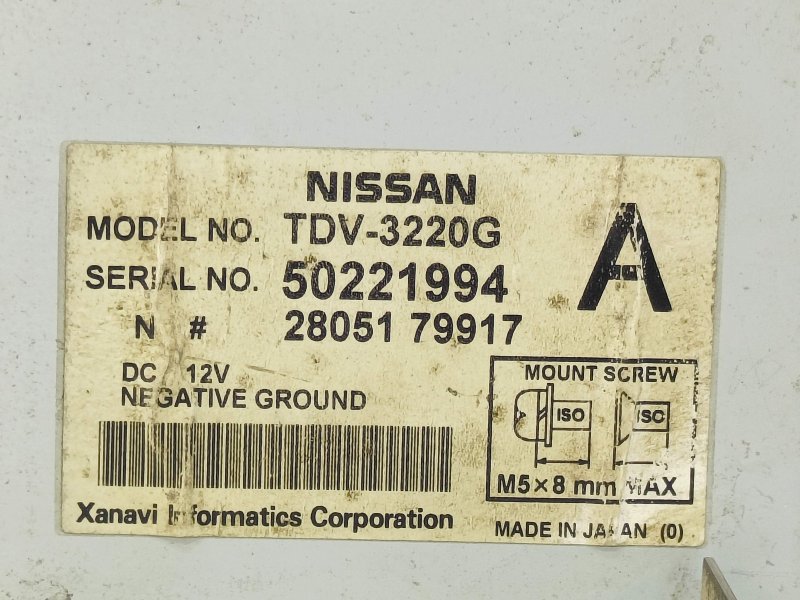 NISSAN
A
MODEL NO. TDV-3220G
SERIAL NO. 50221994
N # 28051 79917
DC 12V
NEGATIVE GROUND
MOUNT SCREW
ISO ISO
M5×8 mm MAX
Xanavi Informatics Corporation
MADE IN JAPAN (0)